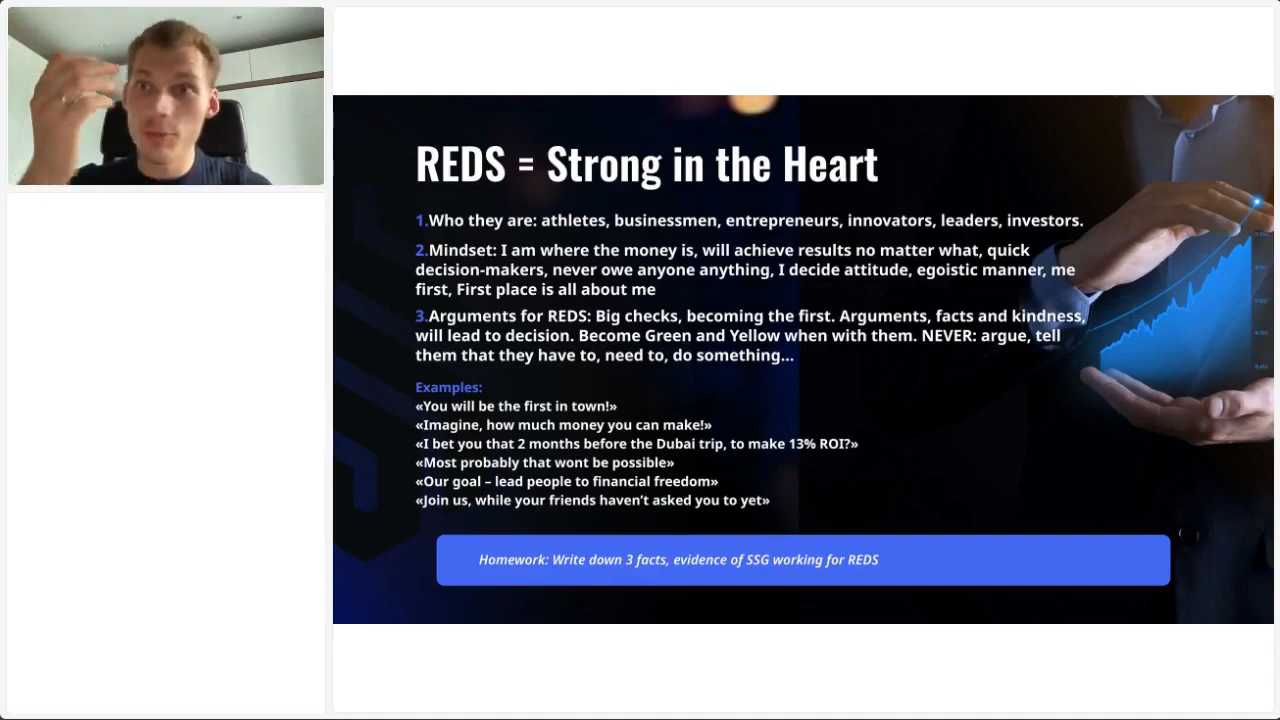 REDS = Strong in the Heart
1.Who they are: athletes, businessmen, entrepreneurs, innovators, leaders, investors.
2.Mindset: I am where the money is, will achieve results no matter what, quick
decision-makers, never owe anyone anything, I decide attitude, egoistic manner, me
first, First place is all about me
3.Arguments for REDS: Big checks, becoming the first. Arguments, facts and kindness,
will lead to decision. Become Green and Yellow when with them. NEVER: argue, tell
them that they have to, need to, do something...
Examples:
«You will be the first in town!»
«Imagine, how much money you can make!»
«I bet you that 2 months before the Dubai trip, to make 13% ROI?»
«Most probably that wont be possible»
«Our goal – lead people to financial freedom»
«Join us, while your friends haven’t asked you to yet»
Homework: Write down 3 facts, evidence of SSG working for REDS